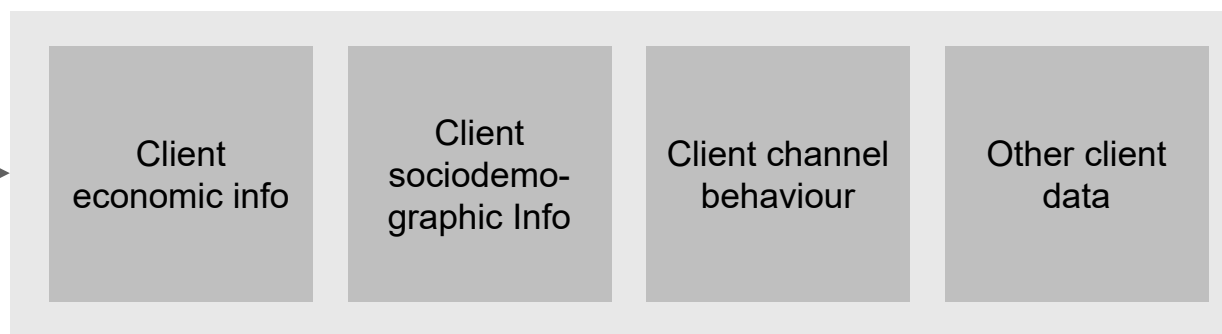 Client
economic info
Client
sociodemo-
graphic Info
Client channel
behaviour
Other client
data